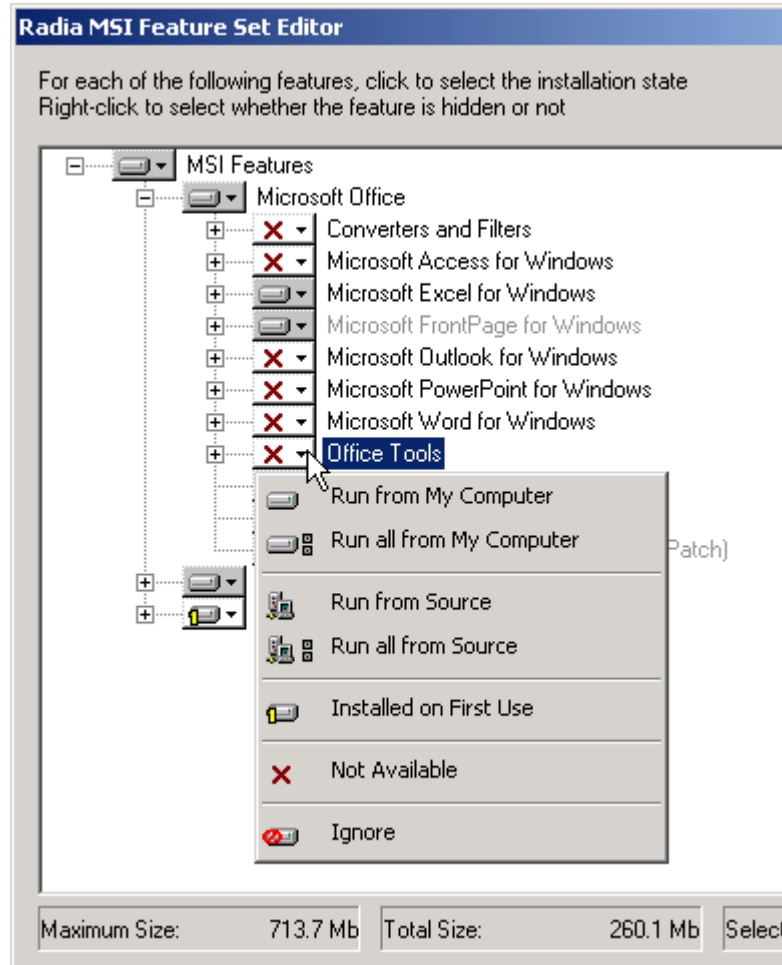 Radia MSI Feature Set Editor
For each of the following features, click to select the installation state
Right-click to select whether the feature is hidden or not
MSI Features
Microsoft Office
Converters and Filters
Microsoft Access for Windows
Microsoft Excel for Windows
Microsoft FrontPage for Windows
Microsoft Outlook for Windows
Microsoft PowerPoint for Windows
Microsoft Word for Windows
Office Tools
Run from My Computer
Run all from My Computer
Patch)
Run from Source
Run all from Source
Installed on First Use
Not Available
Ignore
Maximum Size: 713.7 Mb Total Size: 260.1 Mb Select